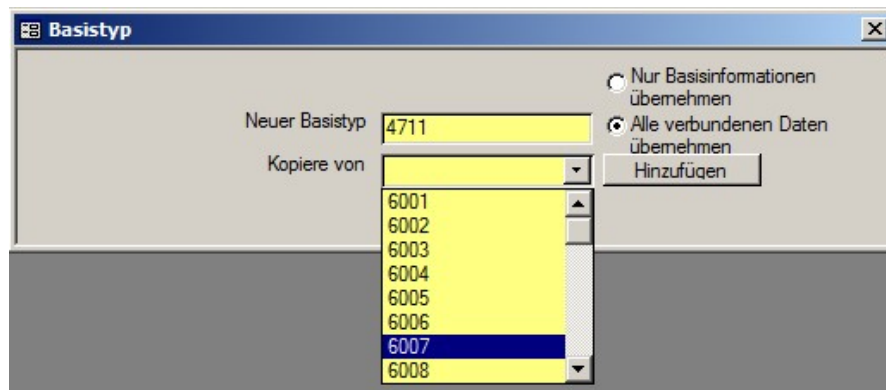 Basistyp
Nur Basisinformationen
übernehmen
Neuer Basistyp 4711
Alle verbundenen Daten
übernehmen
Kopiere von
Hinzufügen
6001
6002
6003
6004
6005
6006
6007
6008